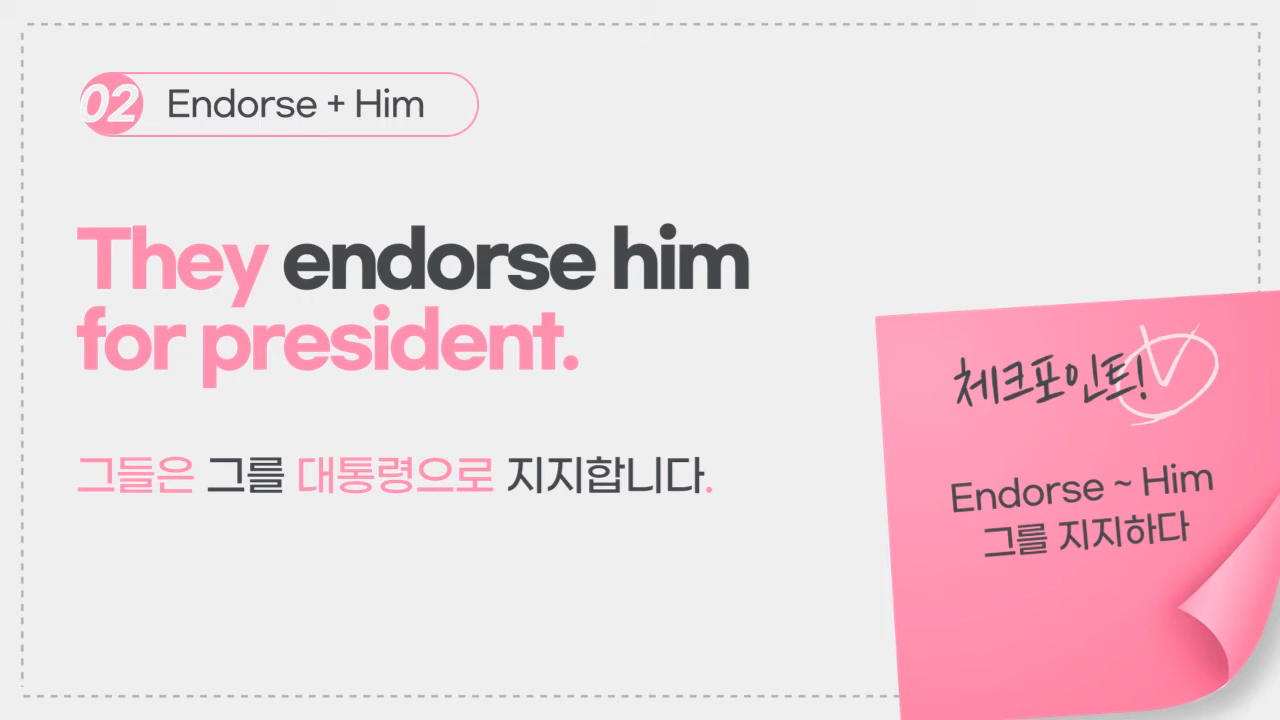 02 Endorse + Him
They endorse him
for president.
그들은 그를 대통령으로 지지합니다.
체크포인트!
Endorse ~ Him
그를 지지하다